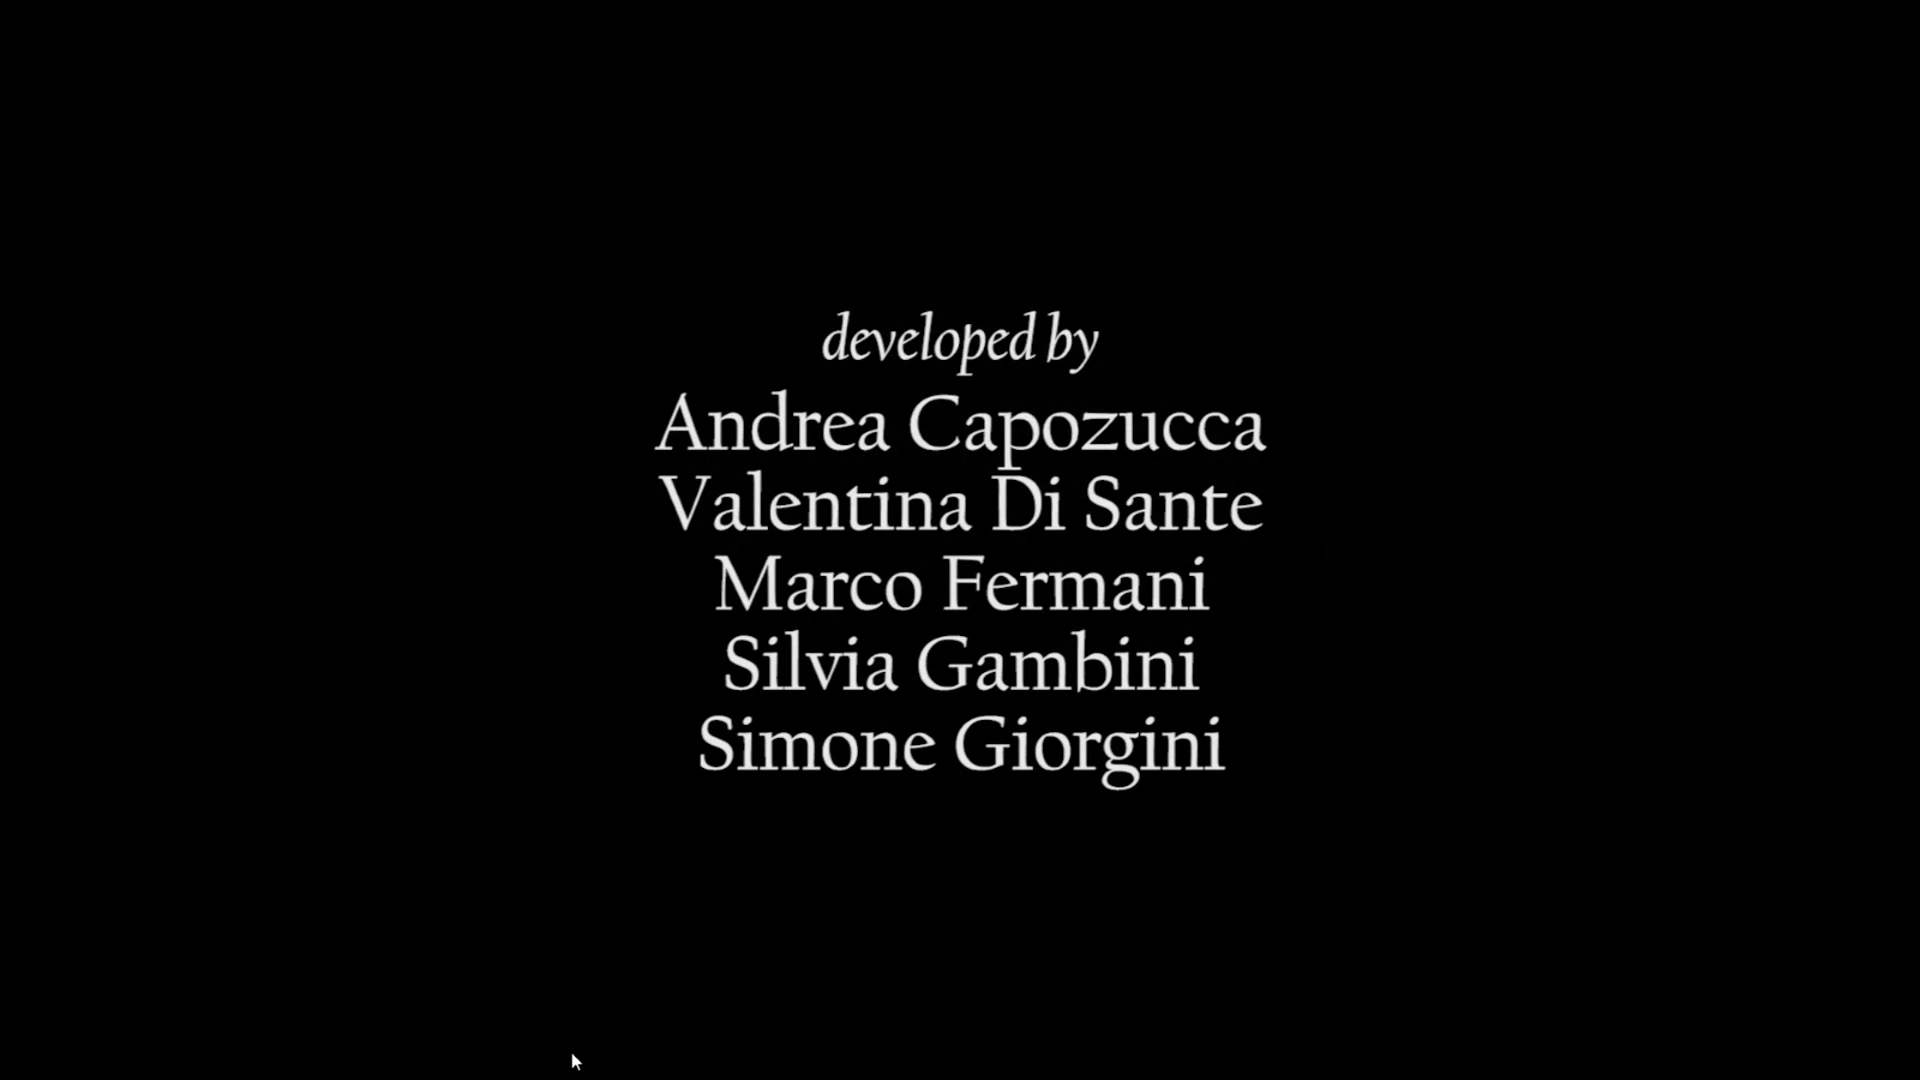 developed by
Andrea Capozucca
Valentina Di Sante
Marco Fermani
Silvia Gambini
Simone Giorgini